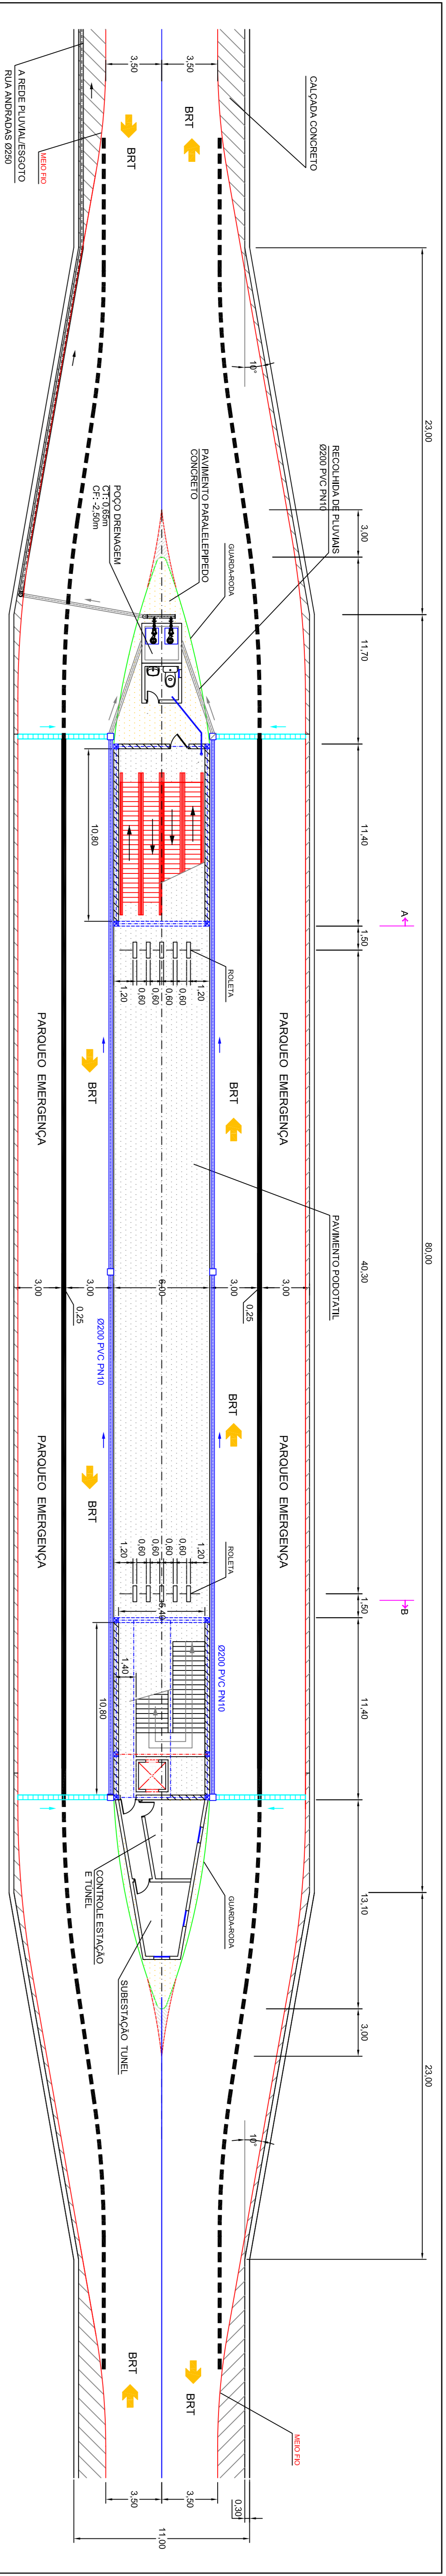 CALÇADA CONCRETO
3,50
3,50
BRT
BRT
MEIO FIO
A REDE PLUVIAL/ESGOTO
RUA ANDRADAS Ø250
23,00
10°
3,00
11,70
RECOLHIDA DE PLUVIAIS
Ø200 PVC PN10
GUARDA-RODA
PAVIMENTO PARALELEPIPEDO
CONCRETO
POÇO DRENAGEM
CT: 0,65m
CF: -2,50m
11,40
10,80
A
1,50
ROLETA
1,20
0,60
0,60
0,60
1,20
80,00
PARQUEO EMERGENÇA
BRT
BRT
PARQUEO EMERGENÇA
PAVIMENTO PODOTATIL
40,30
3,00
0,25
3,00
6,00
3,00
0,25
3,00
Ø200 PVC PN10
PARQUEO EMERGENÇA
BRT
BRT
PARQUEO EMERGENÇA
B
1,50
ROLETA
1,20
0,60
0,60
0,60
1,20
5,40
11,40
Ø200 PVC PN10
1,40
10,80
13,10
GUARDA-RODA
CONTROLE ESTAÇÃO
E TÚNEL
SUBESTAÇÃO TUNEL
3,00
23,00
10°
BRT
BRT
MEIO FIO
3,50
3,50
0,30
11,00